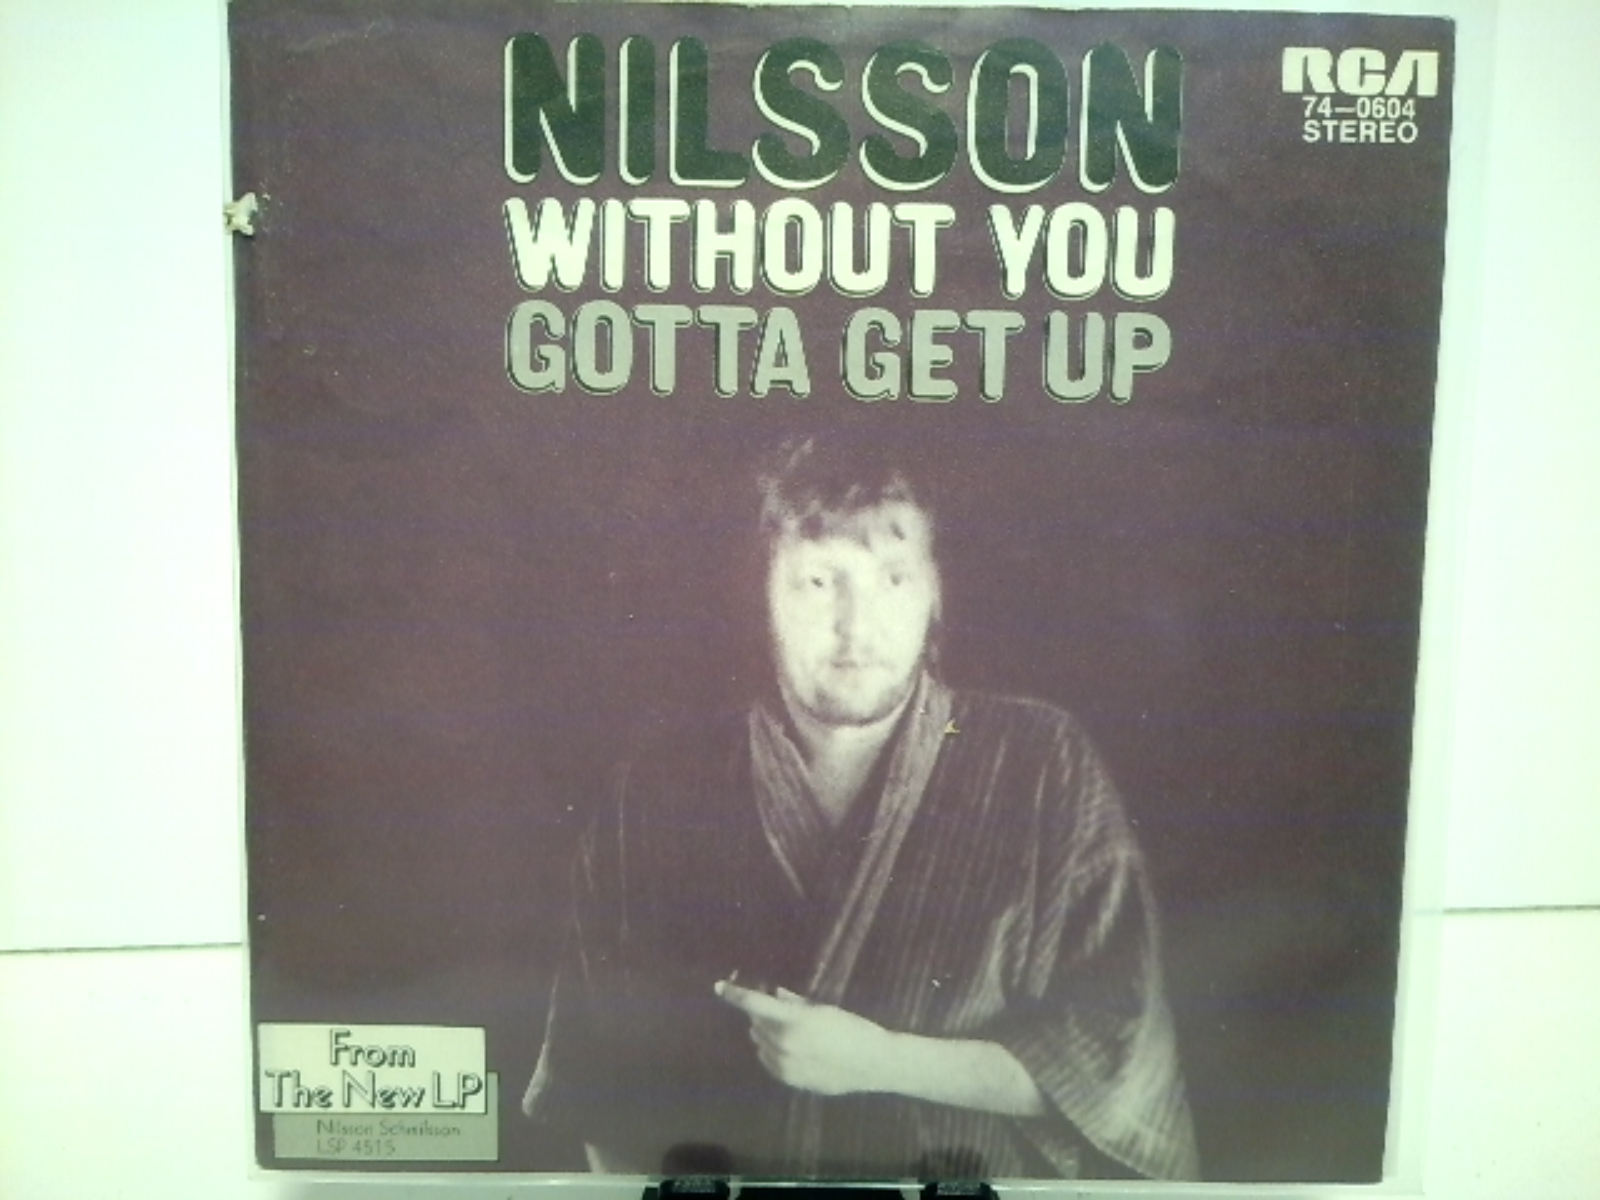 NILSSON
WITHOUT YOU
GOTTA GET UP
RCA
74-0604
STEREO
From
The New LP
Nilsson Schmilsson
LSP 4515